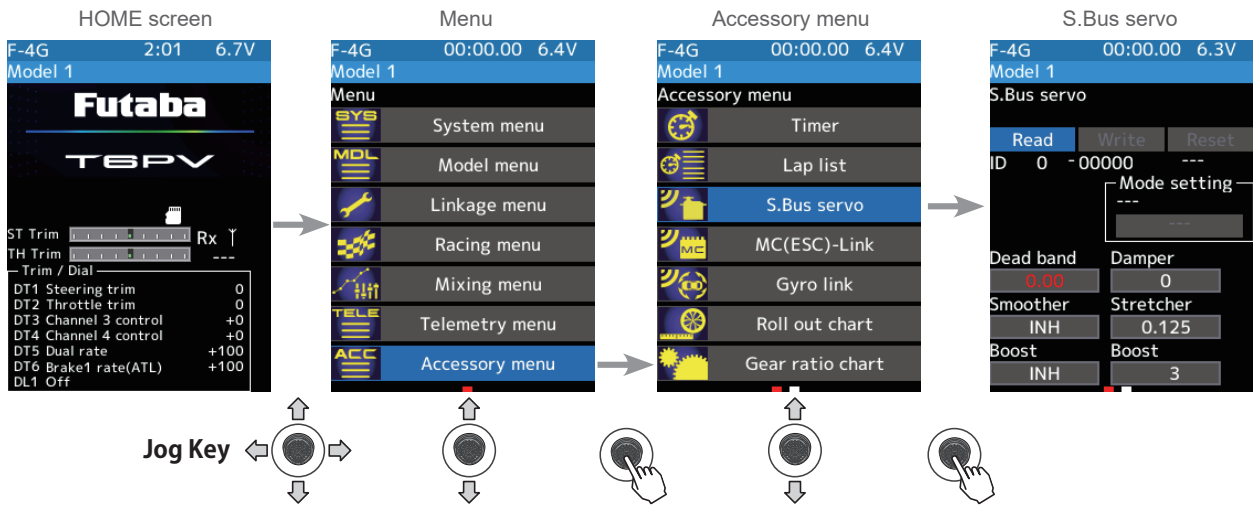 HOME screen
F-4G 2:01 6.7V
Model 1
Futaba
T6PV
ST Trim
Rx
TH Trim
---
Trim / Dial
DT1 Steering trim 0
DT2 Throttle trim 0
DT3 Channel 3 control +0
DT4 Channel 4 control +0
DT5 Dual rate +100
DT6 Brake1 rate(ATL) +100
DL1 Off
Menu
F-4G 00:00.00 6.4V
Model 1
Menu
SYS System menu
MDL Model menu
Linkage menu
Racing menu
Mixing menu
TELE Telemetry menu
ACC Accessory menu
Accessory menu
F-4G 00:00.00 6.4V
Model 1
Accessory menu
Timer
Lap list
S.Bus servo
MC MC(ESC)-Link
Gyro link
Roll out chart
Gear ratio chart
S.Bus servo
F-4G 00:00.00 6.3V
Model 1
S.Bus servo
Read Write Reset
ID 0 -00000 ---
Mode setting
---
---
Dead band Damper
0.00 0
Smoother Stretcher
INH 0.125
Boost Boost
INH 3
Jog Key